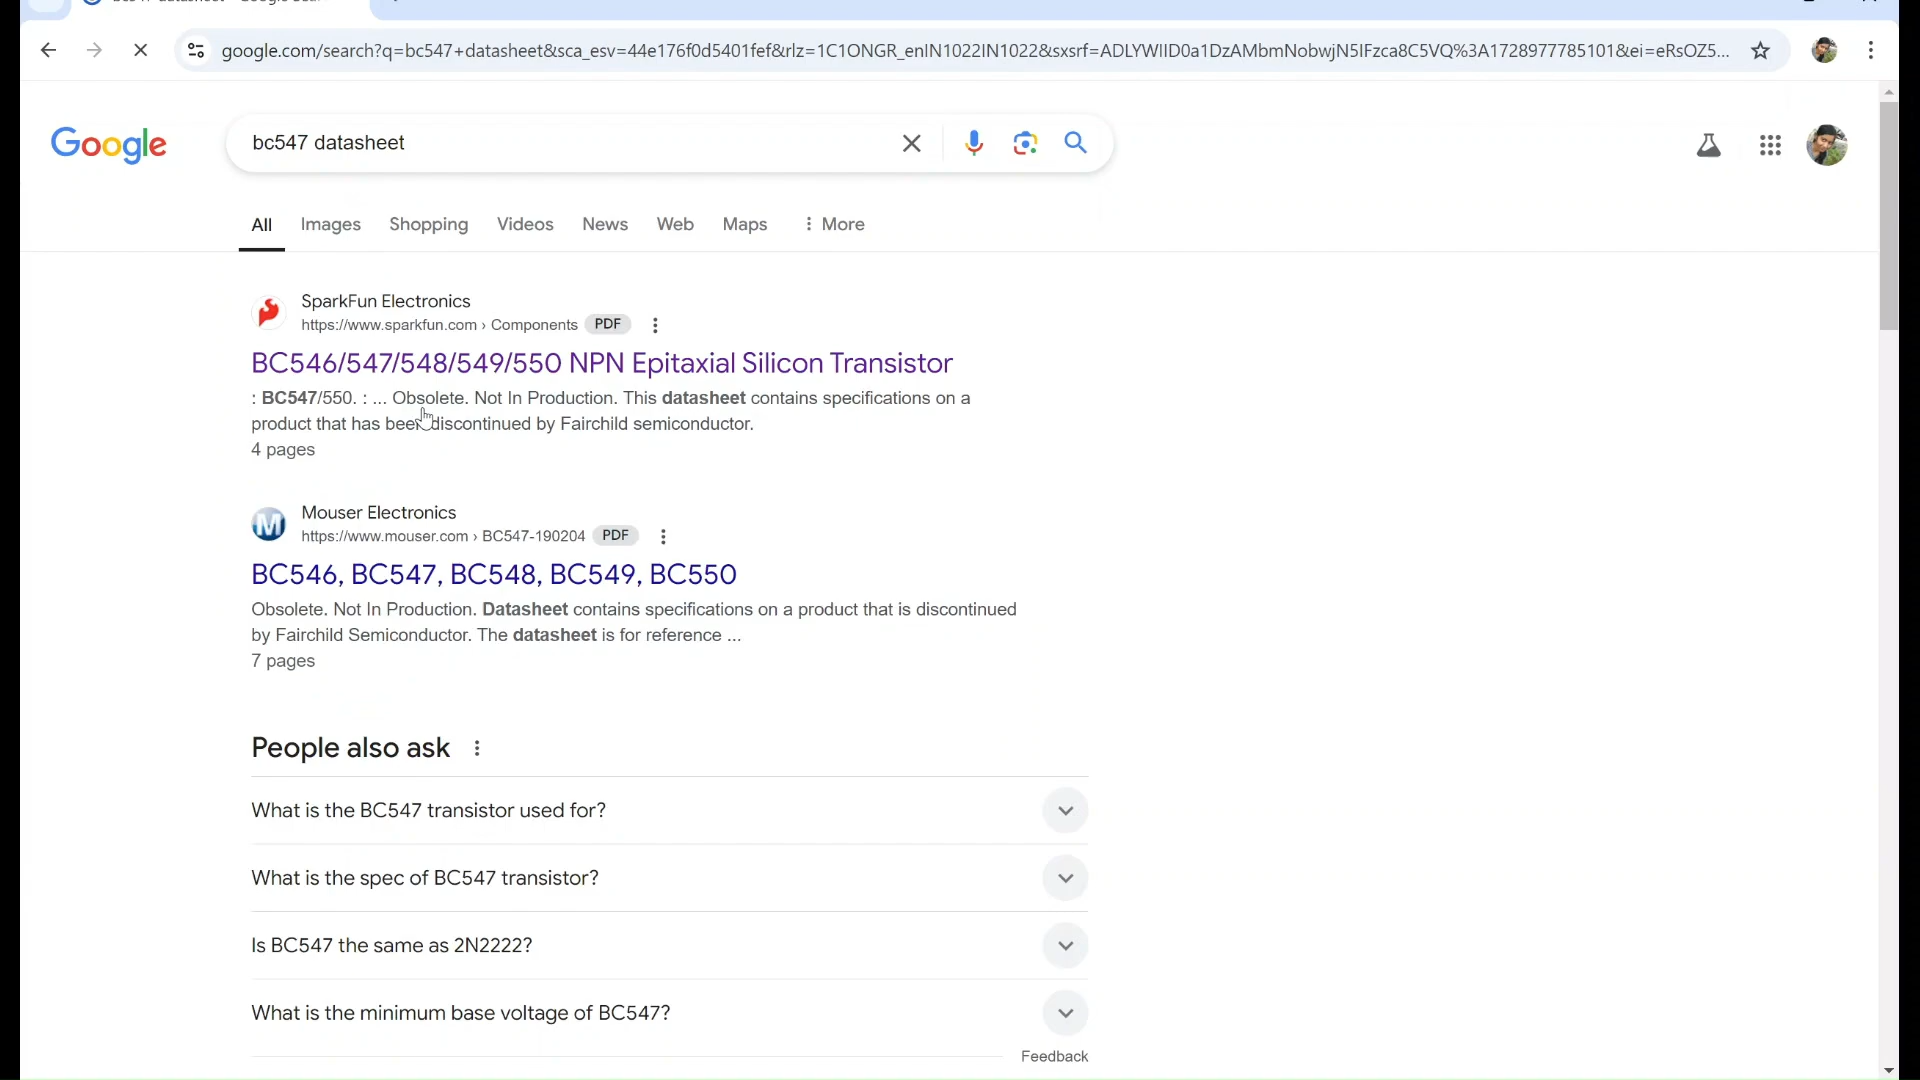 google.com/search?q=bc547+datasheet&sca_esv=44e176f0d5401fef&rlz=1C1ONGR_enIN1022IN1022&sxsrf=ADLYWIID0a1DzAMbmNobwjN5IFzca8C5VQ%3A1728977785101&ei=eRsOZ5...
Google
bc547 datasheet
All Images Shopping Videos News Web Maps More
SparkFun Electronics
https://www.sparkfun.com › Components PDF
BC546/547/548/549/550 NPN Epitaxial Silicon Transistor
: BC547/550. : ... Obsolete. Not In Production. This datasheet contains specifications on a
product that has been discontinued by Fairchild semiconductor.
4 pages
Mouser Electronics
https://www.mouser.com › BC547-190204 PDF
BC546, BC547, BC548, BC549, BC550
Obsolete. Not In Production. Datasheet contains specifications on a product that is discontinued
by Fairchild Semiconductor. The datasheet is for reference ...
7 pages
People also ask
What is the BC547 transistor used for?
What is the spec of BC547 transistor?
Is BC547 the same as 2N2222?
What is the minimum base voltage of BC547?
Feedback